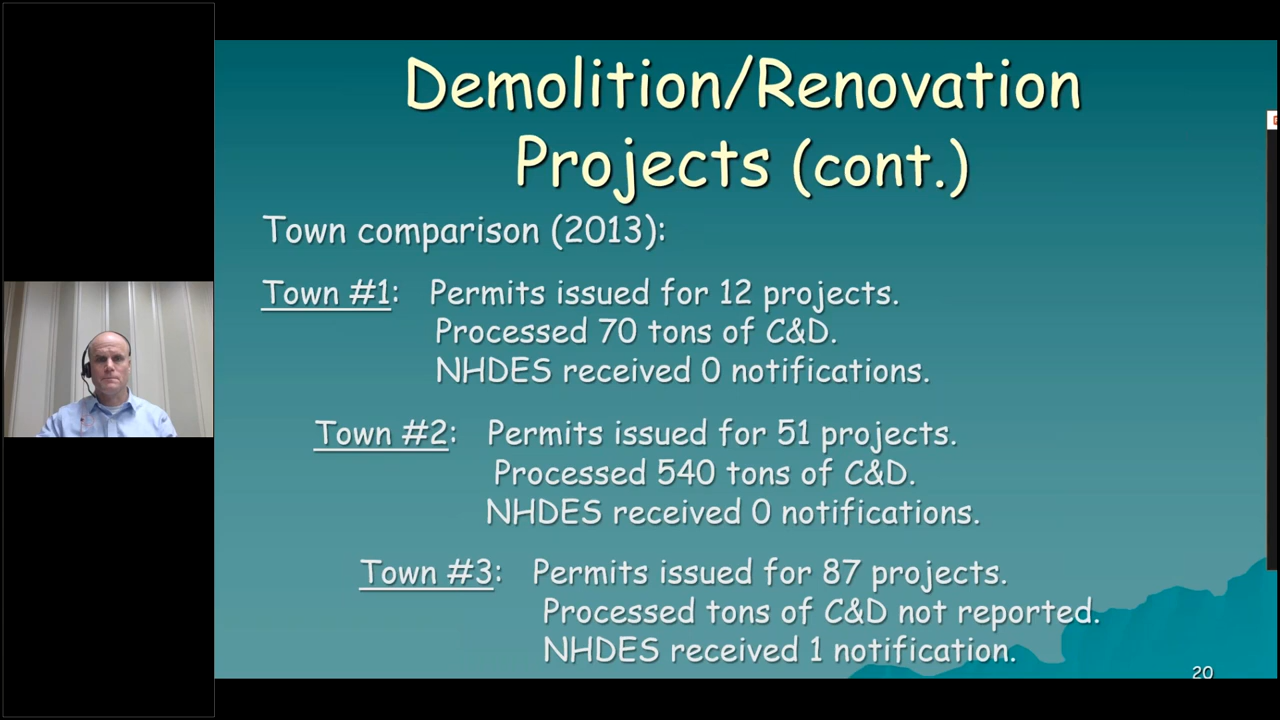 Demolition/Renovation
Projects (cont.)
Town comparison (2013):
Town #1: Permits issued for 12 projects.
Processed 70 tons of C&D.
NHDES received 0 notifications.
Town #2: Permits issued for 51 projects.
Processed 540 tons of C&D.
NHDES received 0 notifications.
Town #3: Permits issued for 87 projects.
Processed tons of C&D not reported.
NHDES received 1 notification.
20